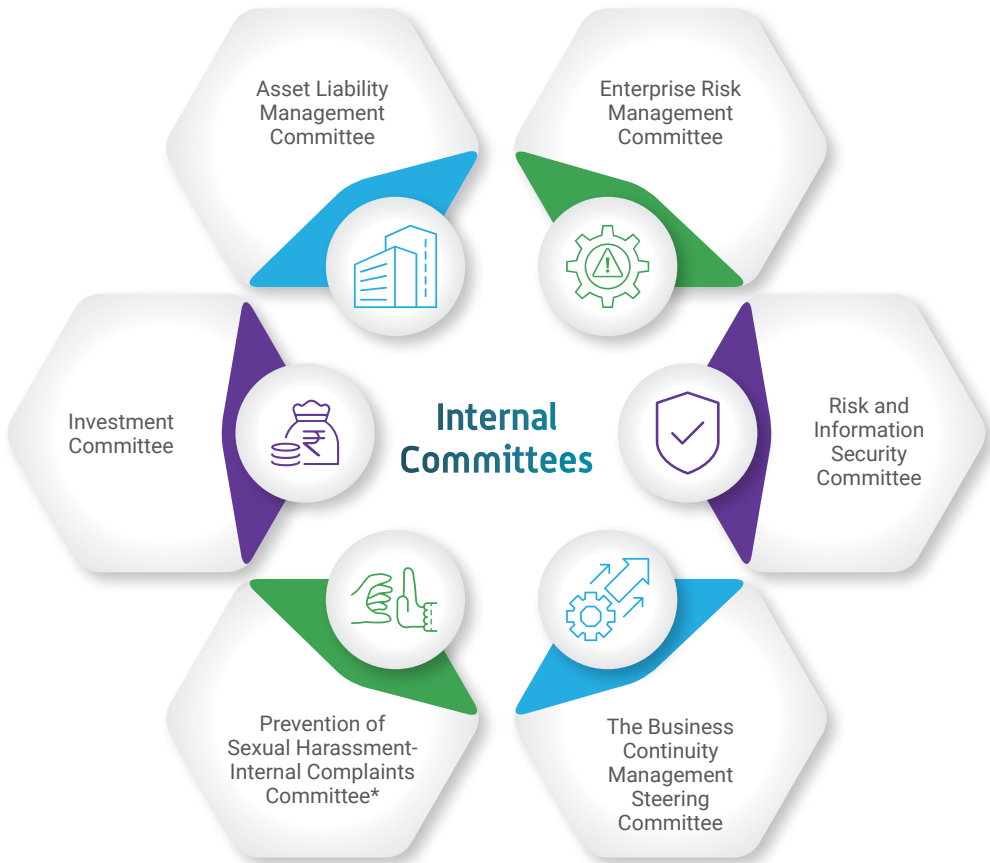 Asset Liability
Management
Committee
Enterprise Risk
Management
Committee
Investment
Committee
Internal
Committees
Risk and
Information
Security
Committee
Prevention of
Sexual Harassment-
Internal Complaints
Committee*
The Business
Continuity
Management
Steering
Committee